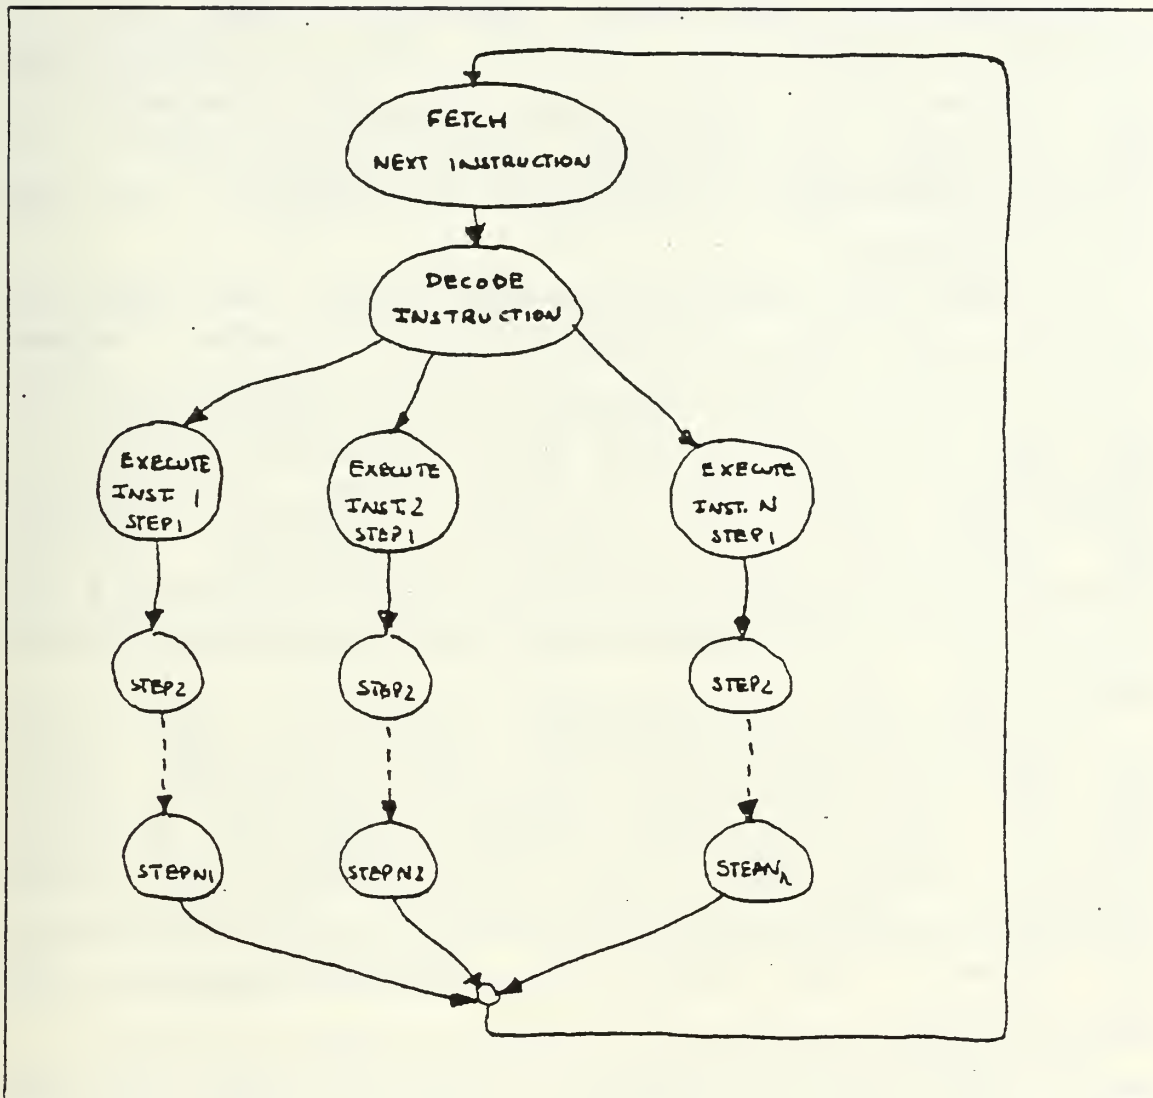 FETCH
NEXT INSTRUCTION
DECODE
INSTRUCTION
EXECUTE
INST. 1
STEP1
EXECUTE
INST.2
STEP1
EXECUTE
INST. N
STEP1
STEP2
STEP2
STEP2
STEPN1
STEPN2